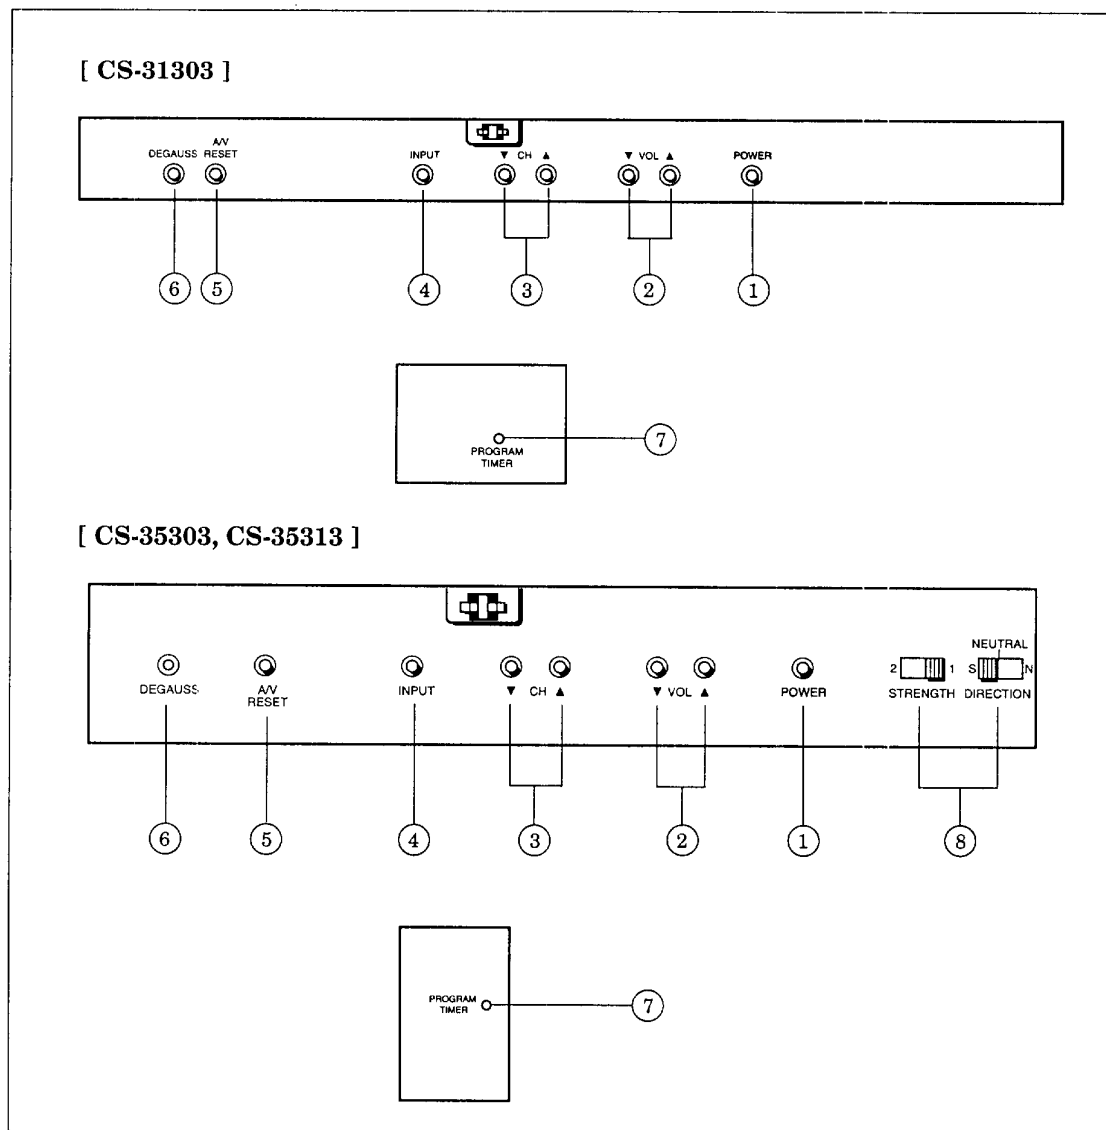 [ CS-31303 ]
A/V
DEGAUSS RESET INPUT ▼ CH ▲ ▼ VOL ▲ POWER
6 5 4 3 2 1
7
PROGRAM
TIMER
[ CS-35303, CS-35313 ]
NEUTRAL
2 1 S N
DEGAUSS A/V INPUT ▼ CH ▲ ▼ VOL ▲ POWER STRENGTH DIRECTION
RESET
6 5 4 3 2 1 8
PROGRAM
TIMER
7